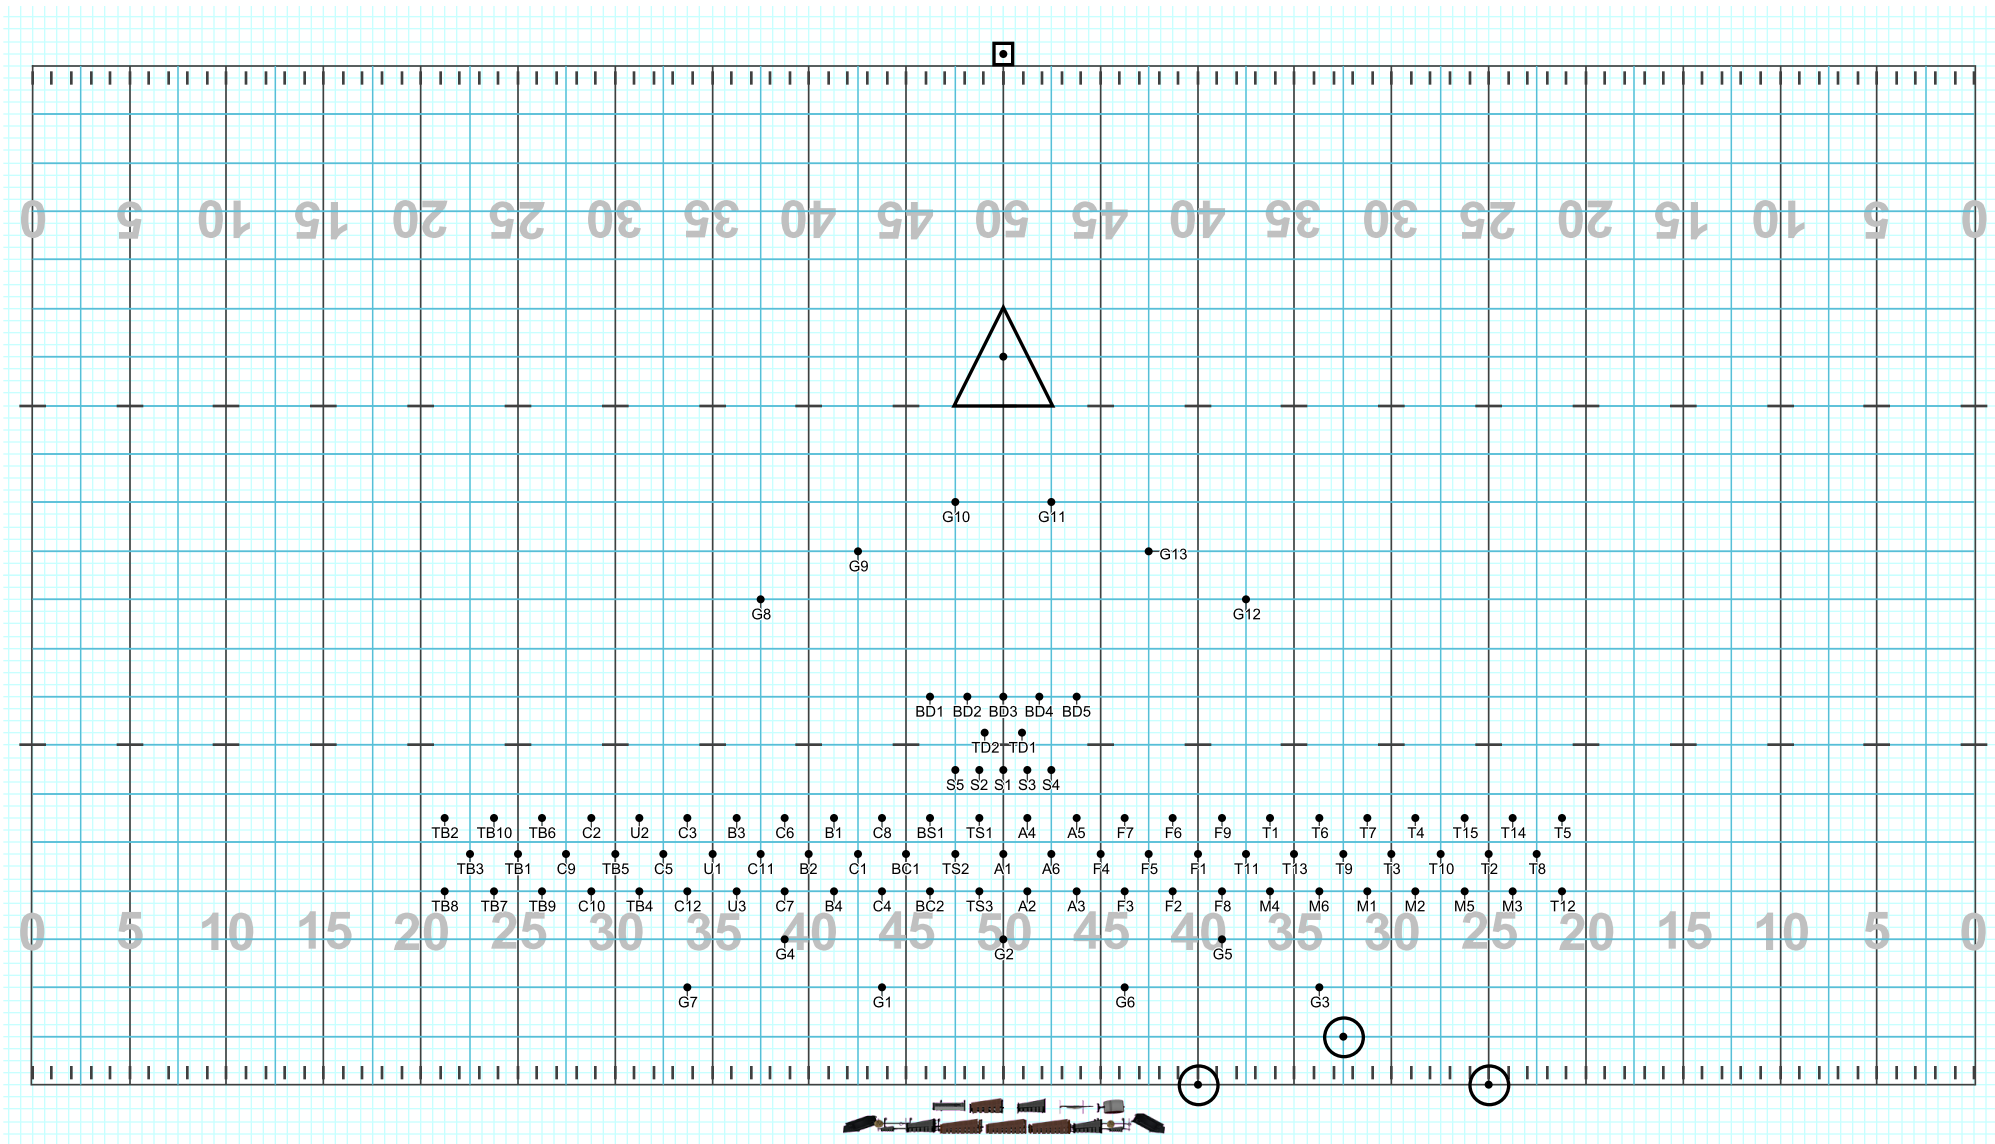 0 5 10 15 20 25 30 35 40 45 50 45 40 35 30 25 20 15 10 5 0
G10 G11
G9 G13
G8 G12
BD1 BD2 BD3 BD4 BD5
TD2 TD1
S5 S2 S1 S3 S4
TB2 TB10 TB6 C2 U2 C3 B3 C6 B1 C8 BS1 TS1 A4 A5 F7 F6 F9 T1 T6 T7 T4 T15 T14 T5
TB3 TB1 C9 TB5 C5 U1 C11 B2 C1 BC1 TS2 A1 A6 F4 F5 F1 T11 T13 T9 T3 T10 T2 T8
TB8 TB7 TB9 C10 TB4 C12 U3 C7 B4 C4 BC2 TS3 A2 A3 F3 F2 F8 M4 M6 M1 M2 M5 M3 T12
0 5 10 15 20 25 30 35 40 45 50 45 40 35 30 25 20 15 10 5 0
G4 G2 G5
G7 G1 G6 G3